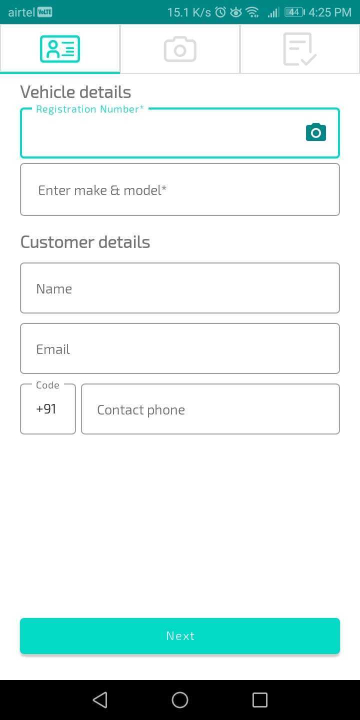 airtel VoLTE 15.1 K/s 44 4:25 PM
Vehicle details
Registration Number*
Enter make & model*
Customer details
Name
Email
Code
+91 Contact phone
Next